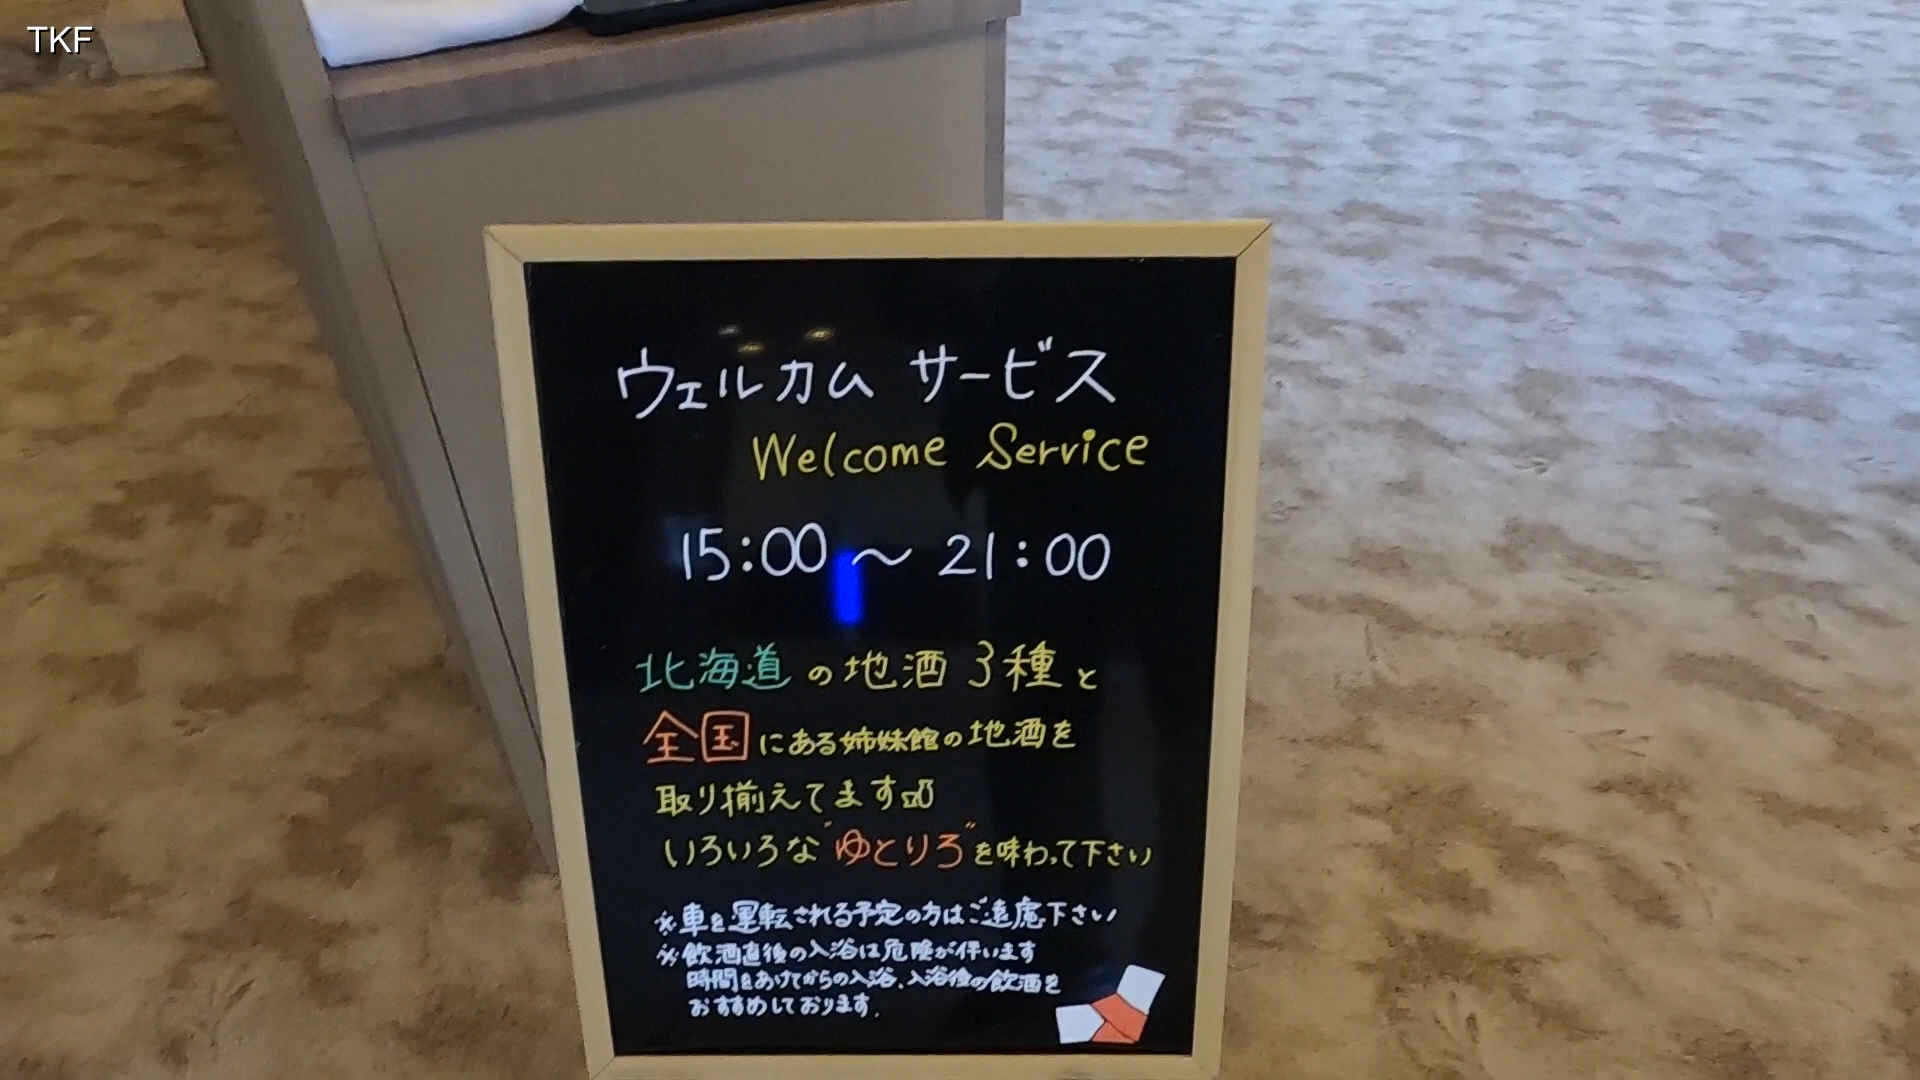 TKF
ウェルカム サービス
Welcome Service
15:00 ～ 21:00
北海道の地酒3種と
全国にある姉妹館の地酒を
取り揃えてます
いろいろな"ゆとりろ"を味わって下さい
※車を運転される予定の方はご遠慮下さい
※飲酒直後の入浴は危険が伴います
時間をあけてからの入浴、入浴後の飲酒を
おすすめしております。